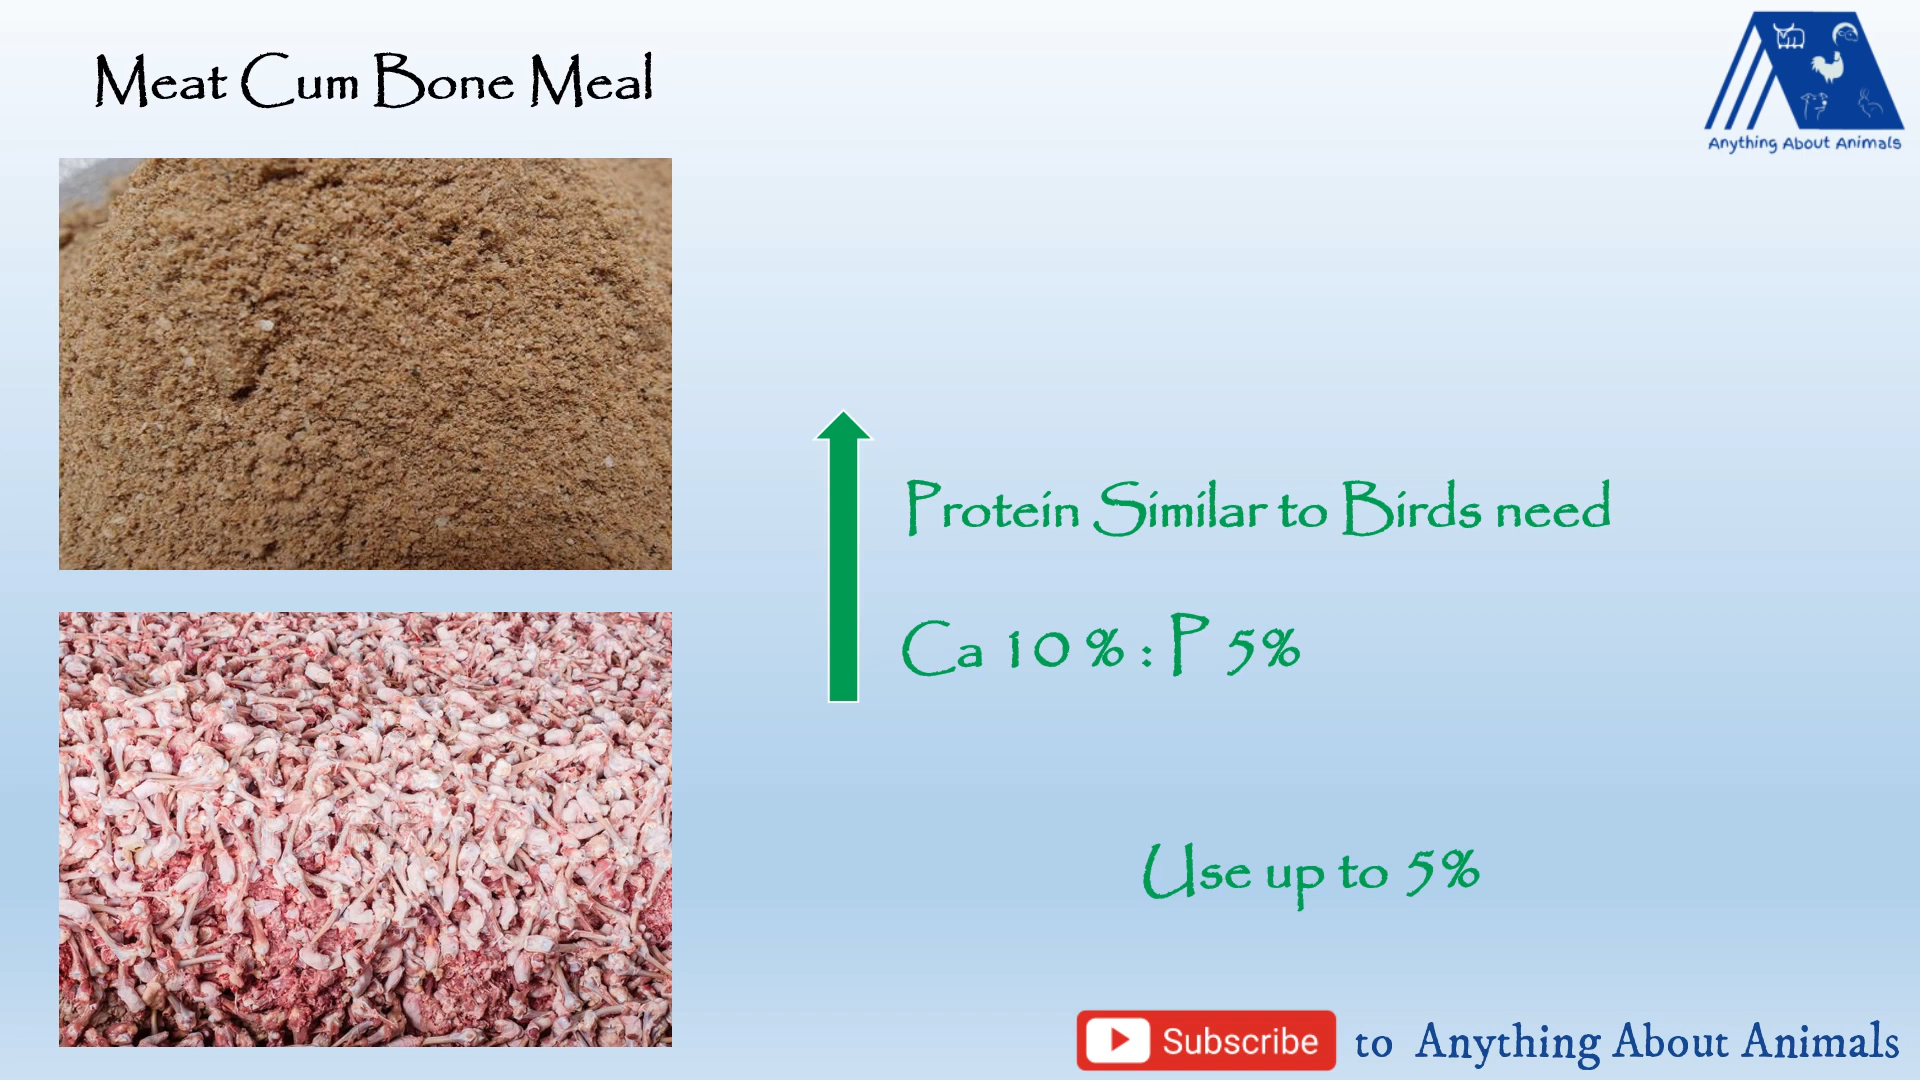 Meat Cum Bone Meal
Anything About Animals
Protein Similar to Birds need
Ca 10 % : P 5%
Use up to 5%
Subscribe to Anything About Animals